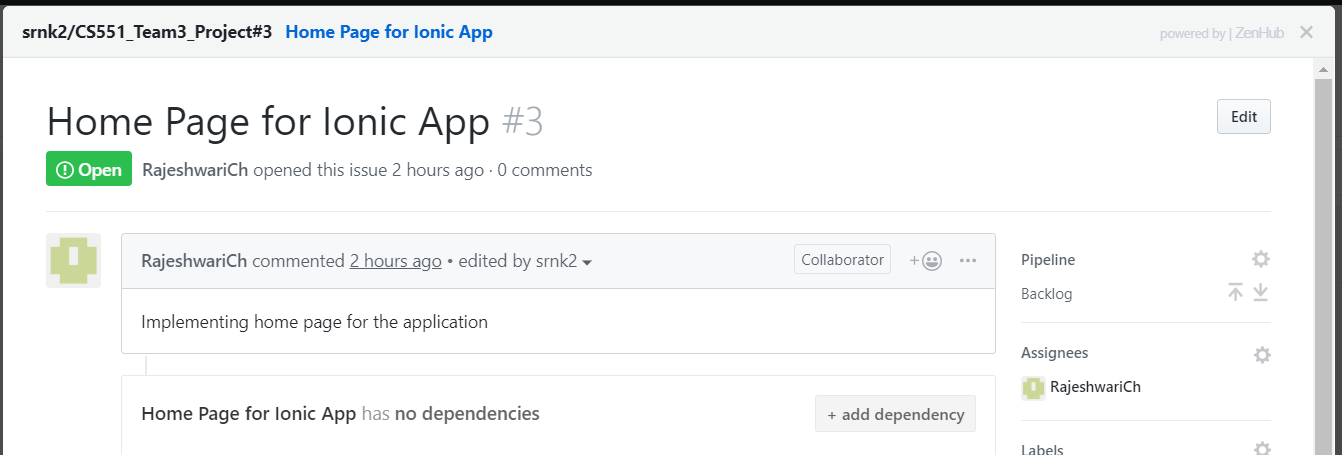 srnk2/CS551_Team3_Project#3 Home Page for Ionic App powered by | ZenHub
Home Page for Ionic App #3 Edit
Open RajeshwariCh opened this issue 2 hours ago · 0 comments
RajeshwariCh commented 2 hours ago • edited by srnk2 Collaborator
Implementing home page for the application
Home Page for Ionic App has no dependencies + add dependency
Pipeline
Backlog
Assignees
RajeshwariCh
Labels